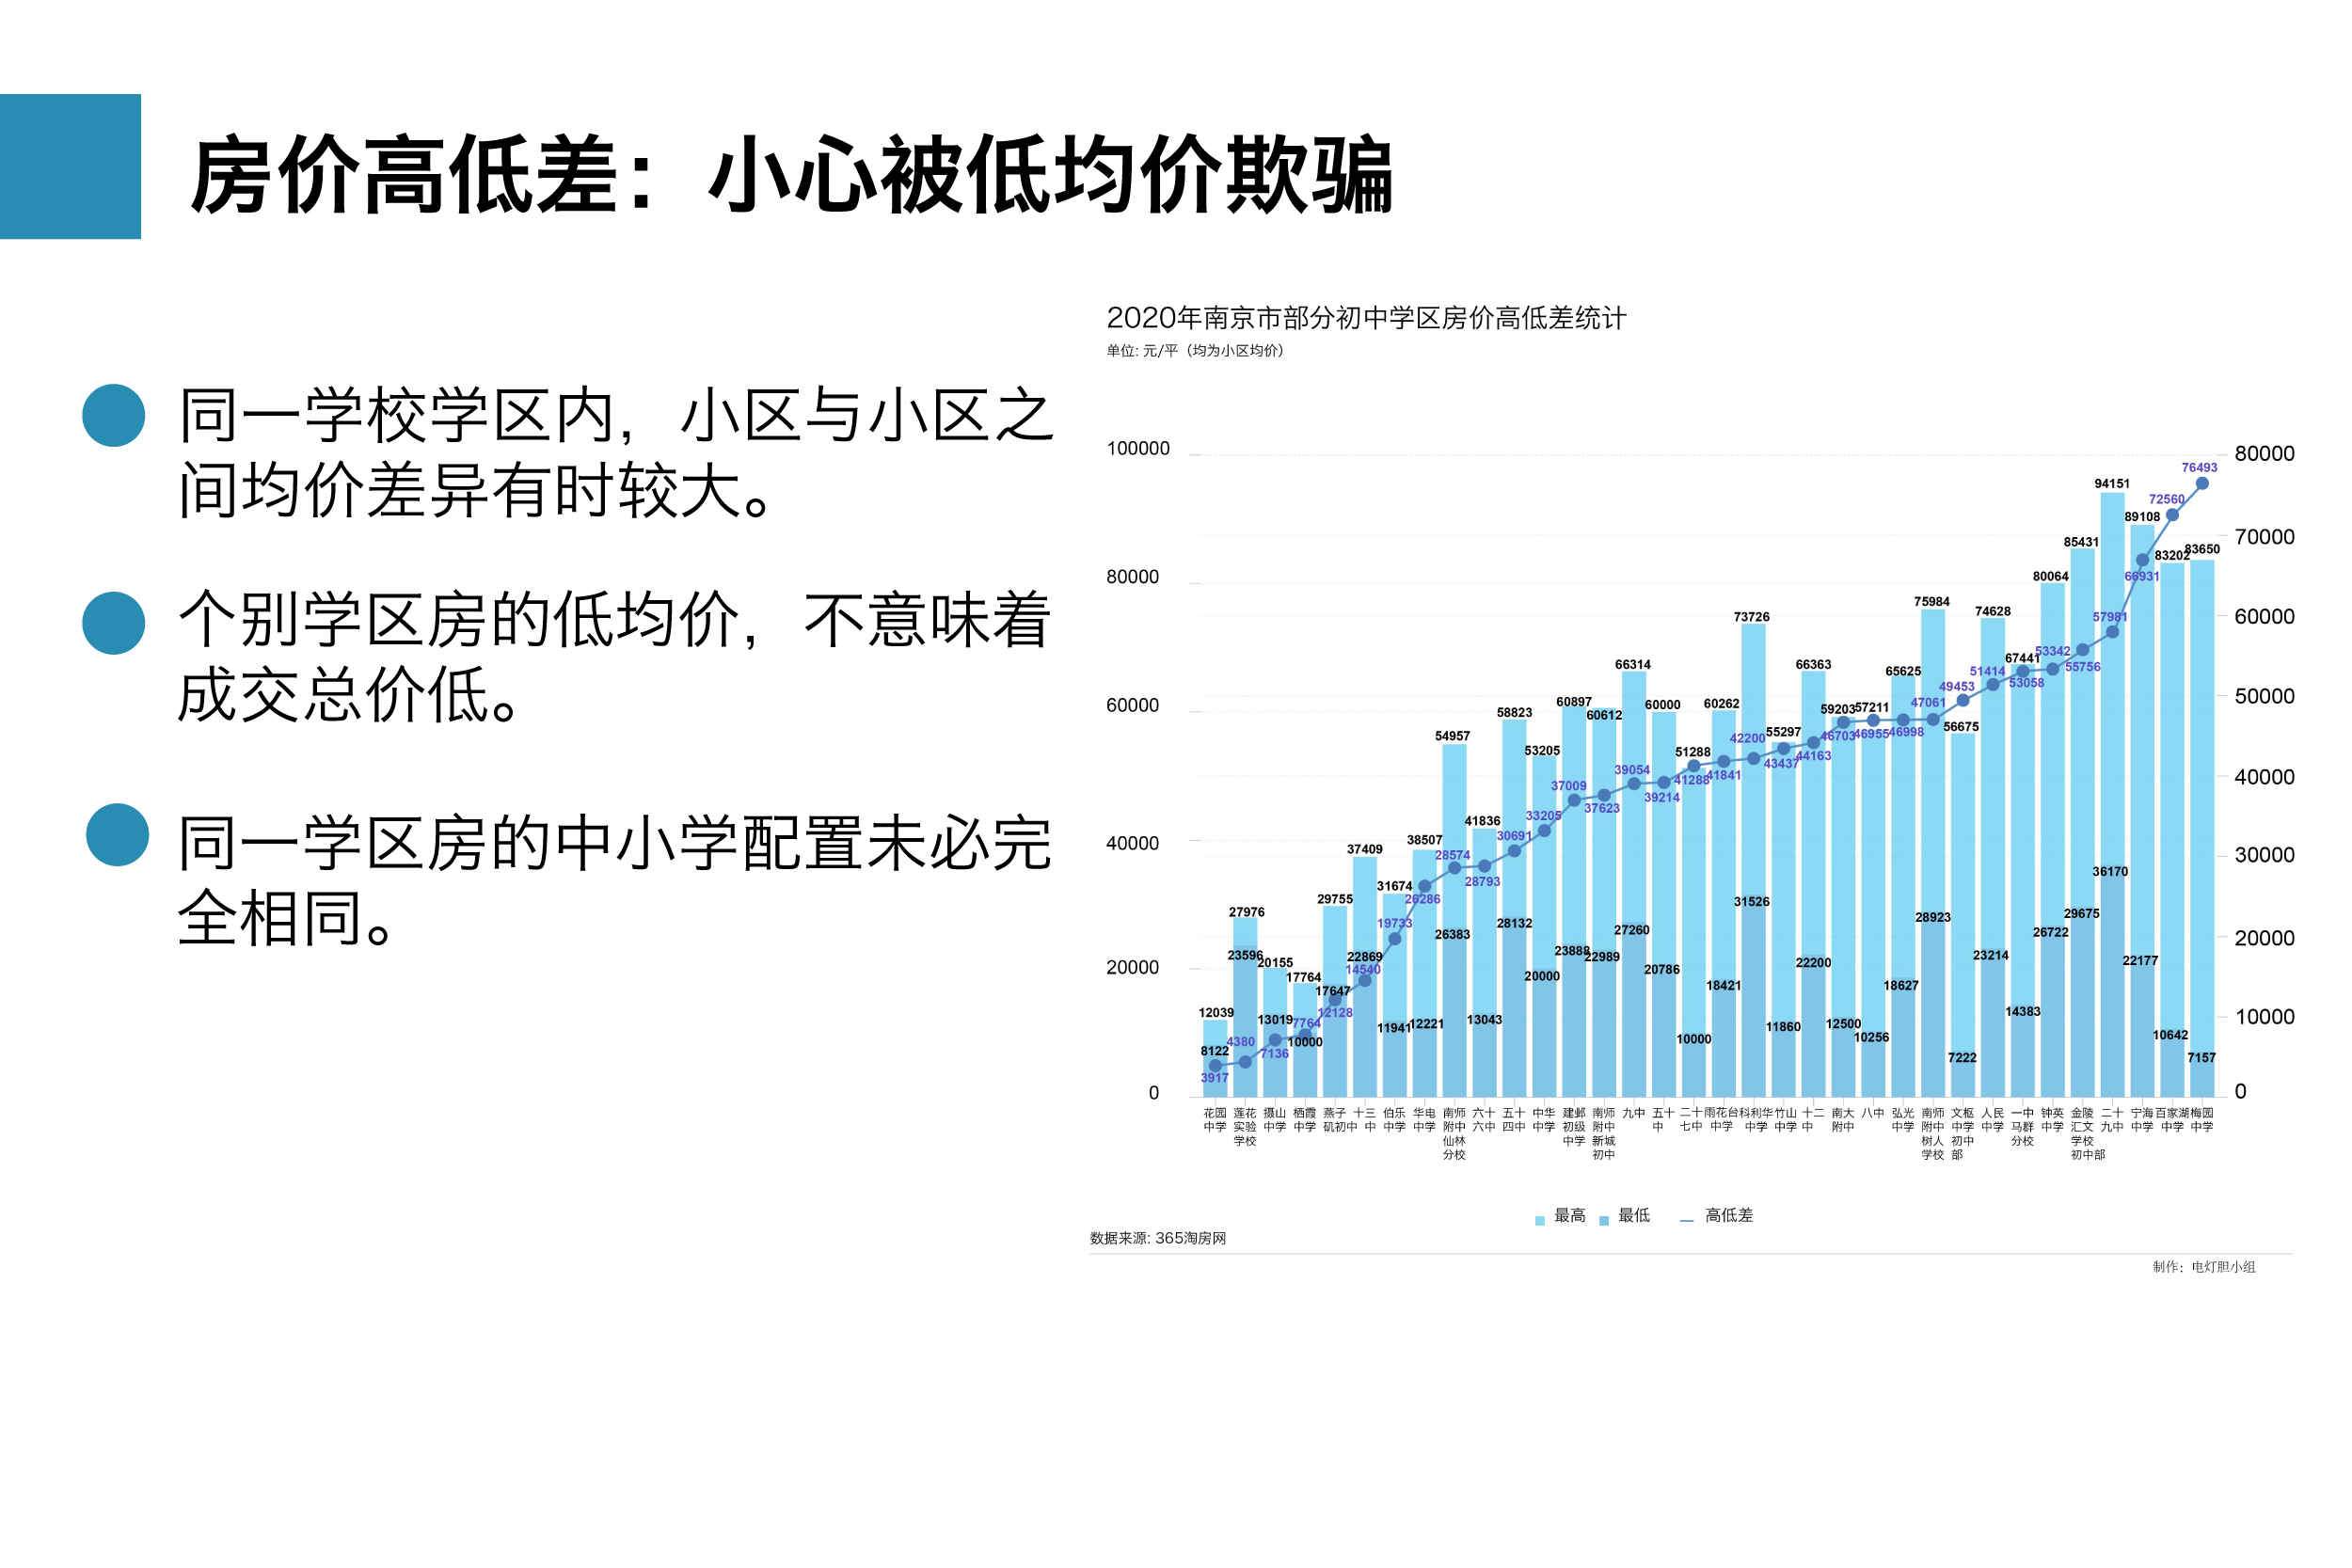 房价高低差：小心被低均价欺骗
同一学校学区内，小区与小区之
间均价差异有时较大。
个别学区房的低均价，不意味着
成交总价低。
同一学区房的中小学配置未必完
全相同。
2020年南京市部分初中学区房价高低差统计
单位: 元/平（均为小区均价）
100000
80000
60000
40000
20000
0
80000
70000
60000
50000
40000
30000
20000
10000
0
12039
8122
3917
27976
23596
4380
20155
13019
7136
17764
10000
7764
29755
17647
12128
37409
22869
14540
31674
11941
19733
38507
12221
26286
54957
26383
28574
41836
13043
28793
58823
28132
30691
53205
20000
33205
60897
23888
37009
60612
22989
37623
66314
27260
39054
60000
20786
39214
51288
10000
41288
60262
18421
41841
73726
31526
42200
55297
11860
43437
66363
22200
44163
59203
12500
46703
57211
10256
46955
65625
18627
46998
75984
28923
47061
56675
7222
49453
74628
23214
51414
67441
14383
53058
80064
26722
53342
85431
29675
55756
94151
36170
57981
89108
22177
66931
83202
10642
72560
83650
7157
76493
花园
中学
莲花
实验
学校
摄山
中学
栖霞
中学
燕子
矶初中
十三
中
伯乐
中学
华电
中学
南师
附中
仙林
分校
六十
六中
五十
四中
中华
中学
建邺
初级
中学
南师
附中
新城
初中
九中
五十
中
二十
七中
雨花台
中学
科利华
中学
竹山
中学
十二
中
南大
附中
八中
弘光
中学
南师
附中
树人
学校
文枢
中学
初中
部
人民
中学
一中
马群
分校
钟英
中学
金陵
汇文
学校
初中部
二十
九中
宁海
中学
百家湖
中学
梅园
中学
最高 最低 高低差
数据来源: 365淘房网
制作：电灯胆小组